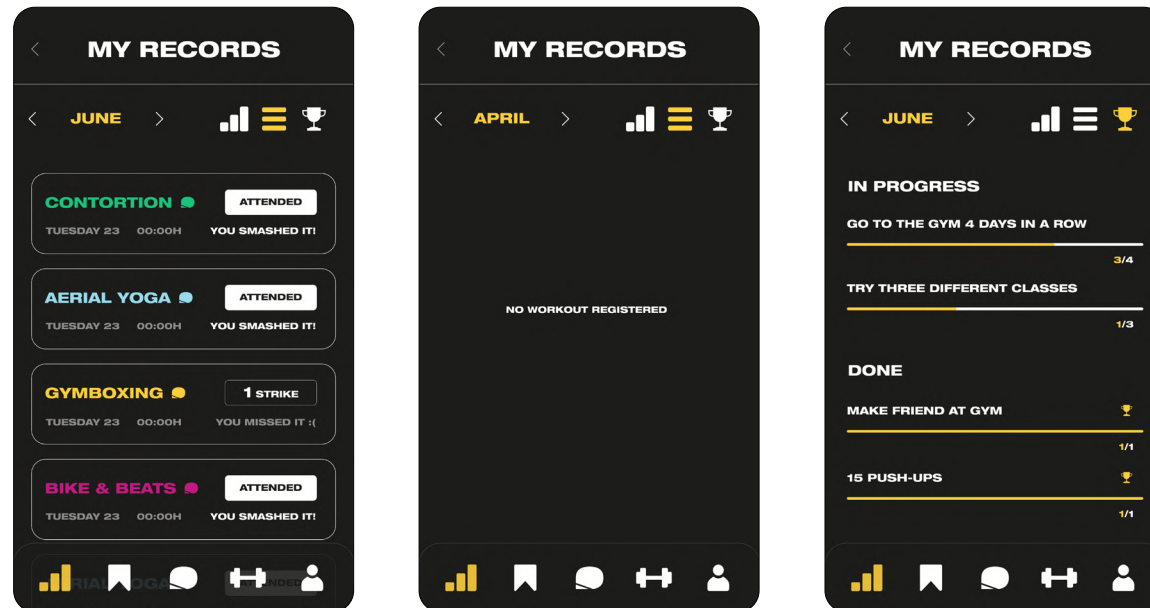 MY RECORDS
JUNE
CONTORTION
ATTENDED
TUESDAY 23 00:00H YOU SMASHED IT!
AERIAL YOGA
ATTENDED
TUESDAY 23 00:00H YOU SMASHED IT!
GYMBOXING
1 STRIKE
TUESDAY 23 00:00H YOU MISSED IT :(
BIKE & BEATS
ATTENDED
TUESDAY 23 00:00H YOU SMASHED IT!
MY RECORDS
APRIL
NO WORKOUT REGISTERED
MY RECORDS
JUNE
IN PROGRESS
GO TO THE GYM 4 DAYS IN A ROW
3/4
TRY THREE DIFFERENT CLASSES
1/3
DONE
MAKE FRIEND AT GYM
1/1
15 PUSH-UPS
1/1